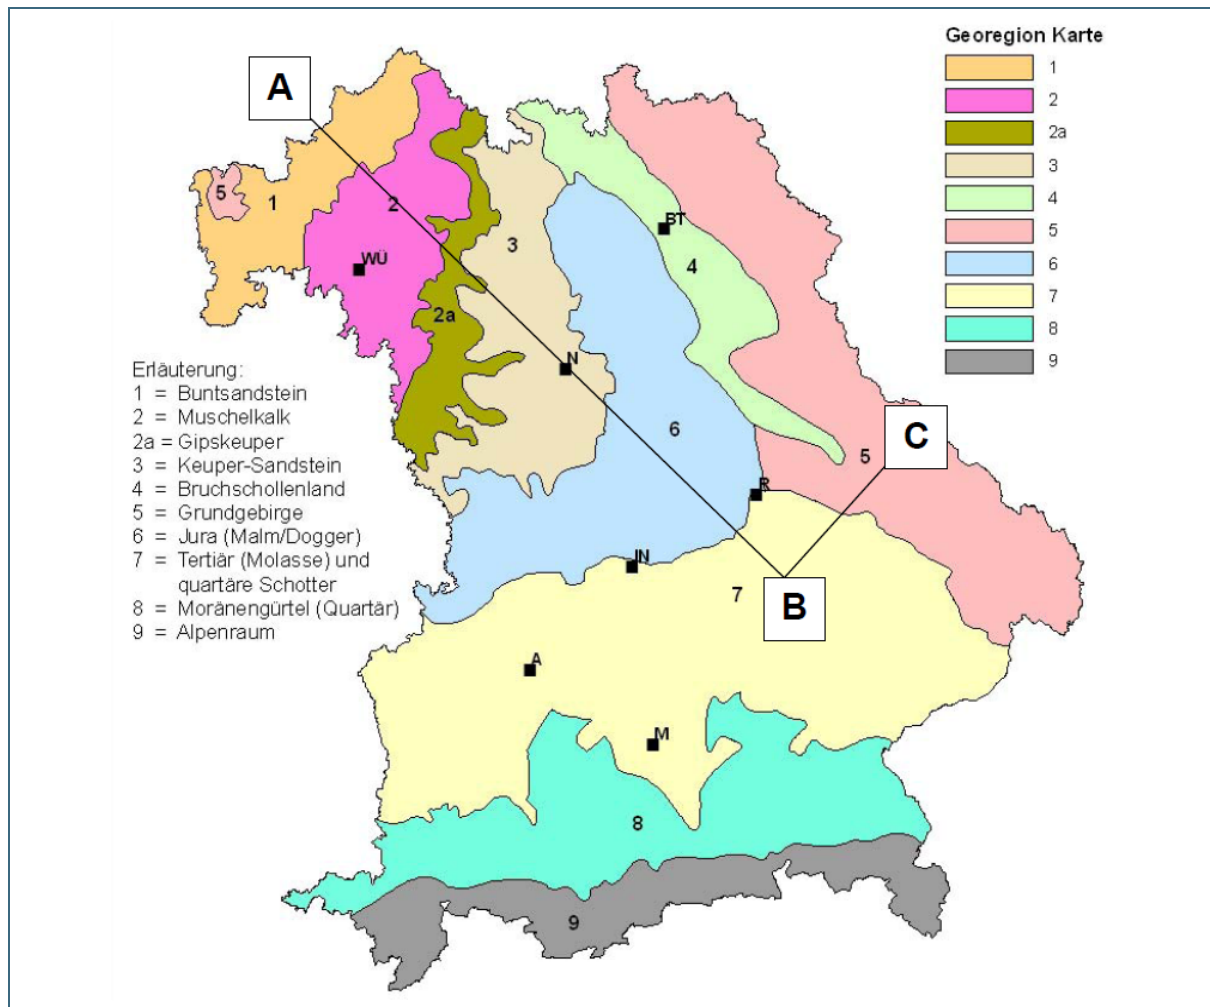 Georegion Karte
1
2
2a
3
4
5
6
7
8
9
A
5
1
2
BT
WÜ
3
4
2a
N
Erläuterung:
1 = Buntsandstein
2 = Muschelkalk
2a = Gipskeuper
3 = Keuper-Sandstein
4 = Bruchschollenland
5 = Grundgebirge
6 = Jura (Malm/Dogger)
7 = Tertiär (Molasse) und
quartäre Schotter
8 = Moränengürtel (Quartär)
9 = Alpenraum
6
C
5
R
IN
7
B
A
M
8
9